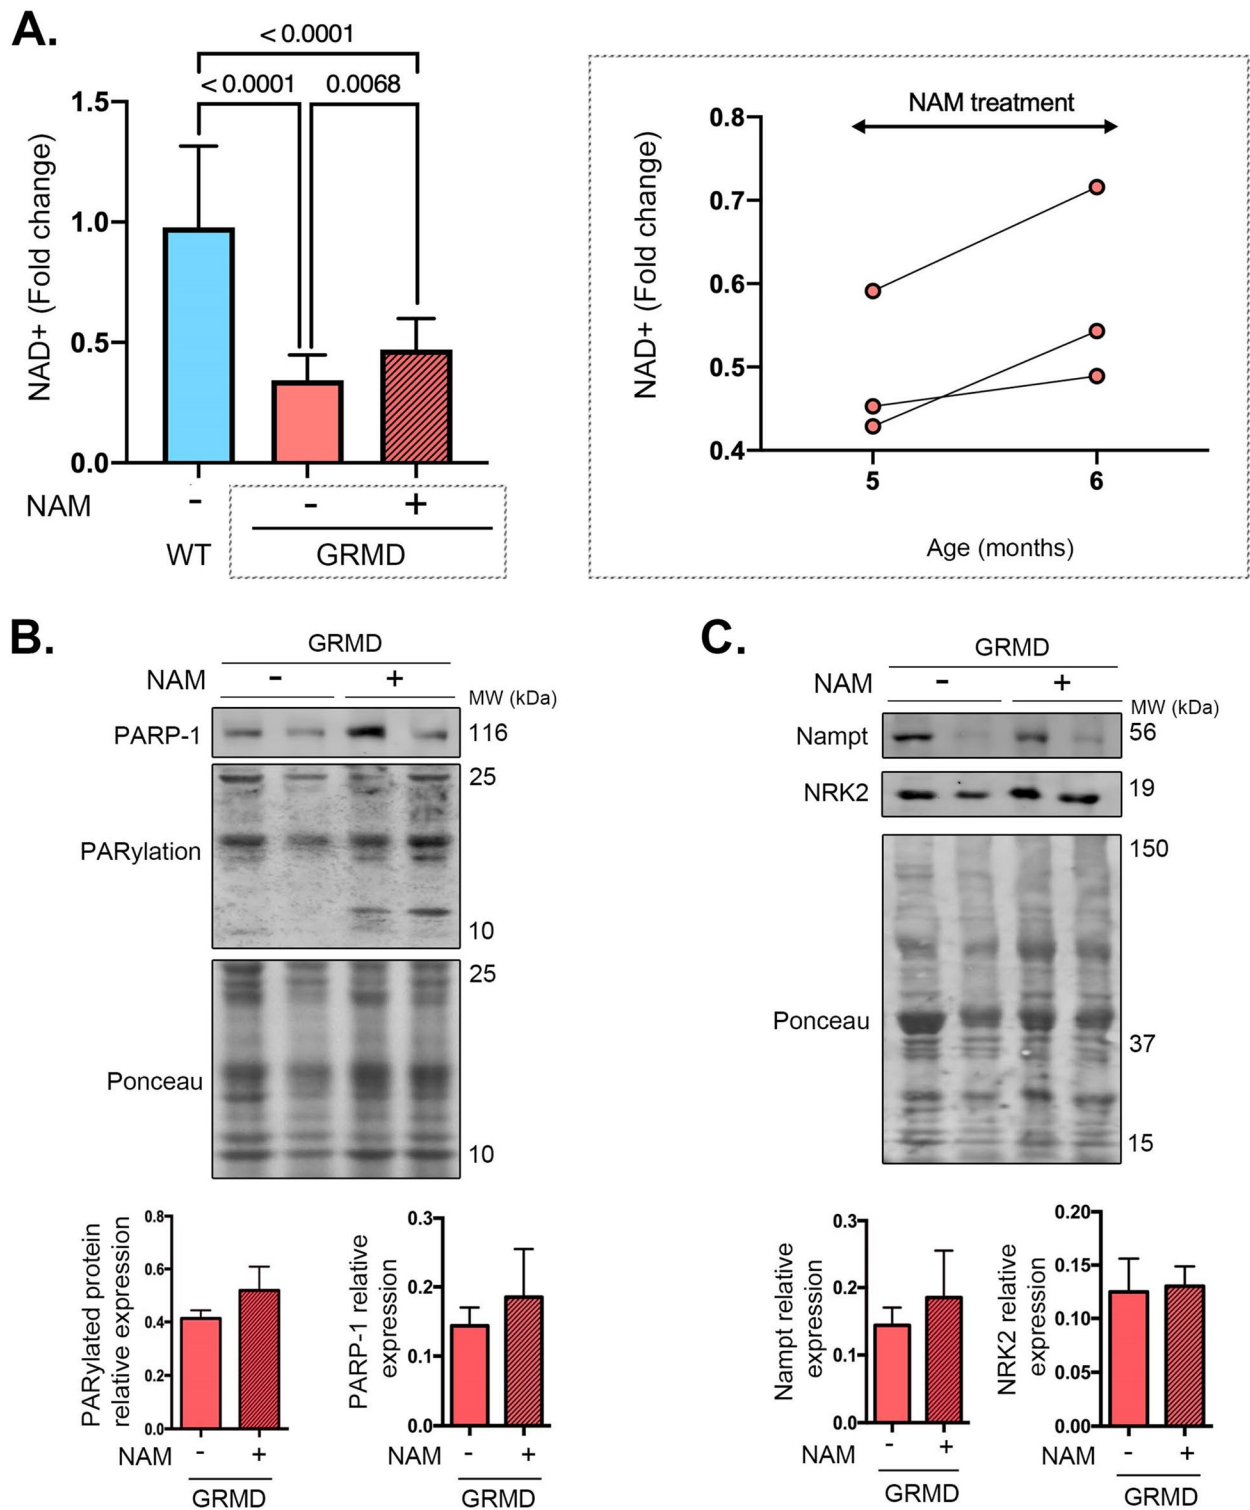 A.
< 0.0001
< 0.0001
0.0068
NAD+ (Fold change)
1.5
1.0
0.5
0.0
NAM
-
-
+
WT
GRMD
NAM treatment
NAD+ (Fold change)
0.8
0.7
0.6
0.5
0.4
5
6
Age (months)
B.
GRMD
NAM - +
MW (kDa)
PARP-1
116
25
PARylation
10
25
Ponceau
10
PARylated protein
relative expression
0.8
0.6
0.4
0.2
0.0
NAM - +
GRMD
PARP-1 relative
expression
0.3
0.2
0.1
0.0
NAM - +
GRMD
C.
GRMD
NAM - +
MW (kDa)
Nampt
56
NRK2
19
150
Ponceau
37
15
Nampt relative
expression
0.3
0.2
0.1
0.0
NAM - +
GRMD
NRK2 relative
expression
0.20
0.15
0.10
0.05
0.00
NAM - +
GRMD